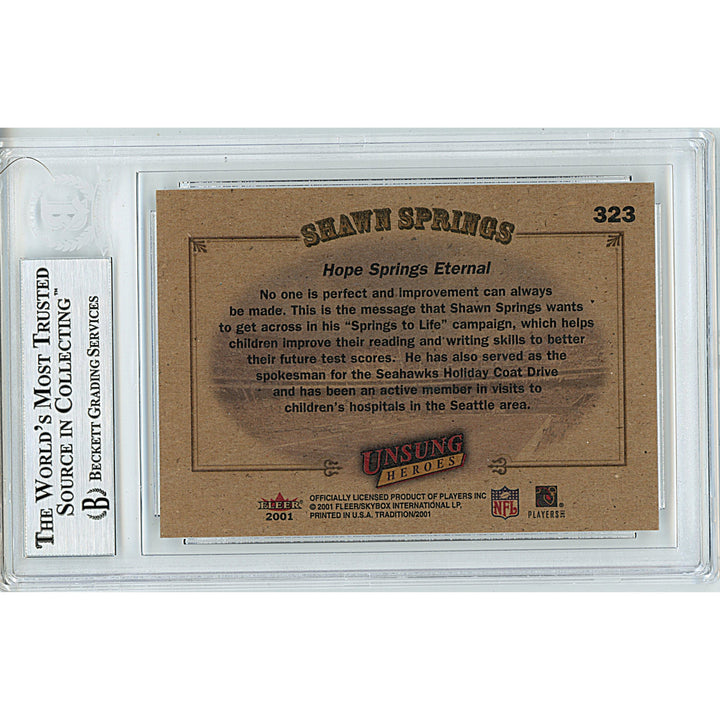 THE WORLD'S MOST TRUSTED
SOURCE IN COLLECTING™
BECKETT GRADING SERVICES
B
SHAWN SPRINGS
323
Hope Springs Eternal
No one is perfect and improvement can always
be made. This is the message that Shawn Springs wants
to get across in his "Springs to Life" campaign, which helps
children improve their reading and writing skills to better
their future test scores. He has also served as the
spokesman for the Seahawks Holiday Coat Drive
and has been an active member in visits to
children's hospitals in the Seattle area.
UNSUNG
HEROES
FLEER
2001
OFFICIALLY LICENSED PRODUCT OF PLAYERS INC
© 2001 FLEER/SKYBOX INTERNATIONAL LP,
PRINTED IN U.S.A. TRADITION/2001
NFL
PLAYERS INC